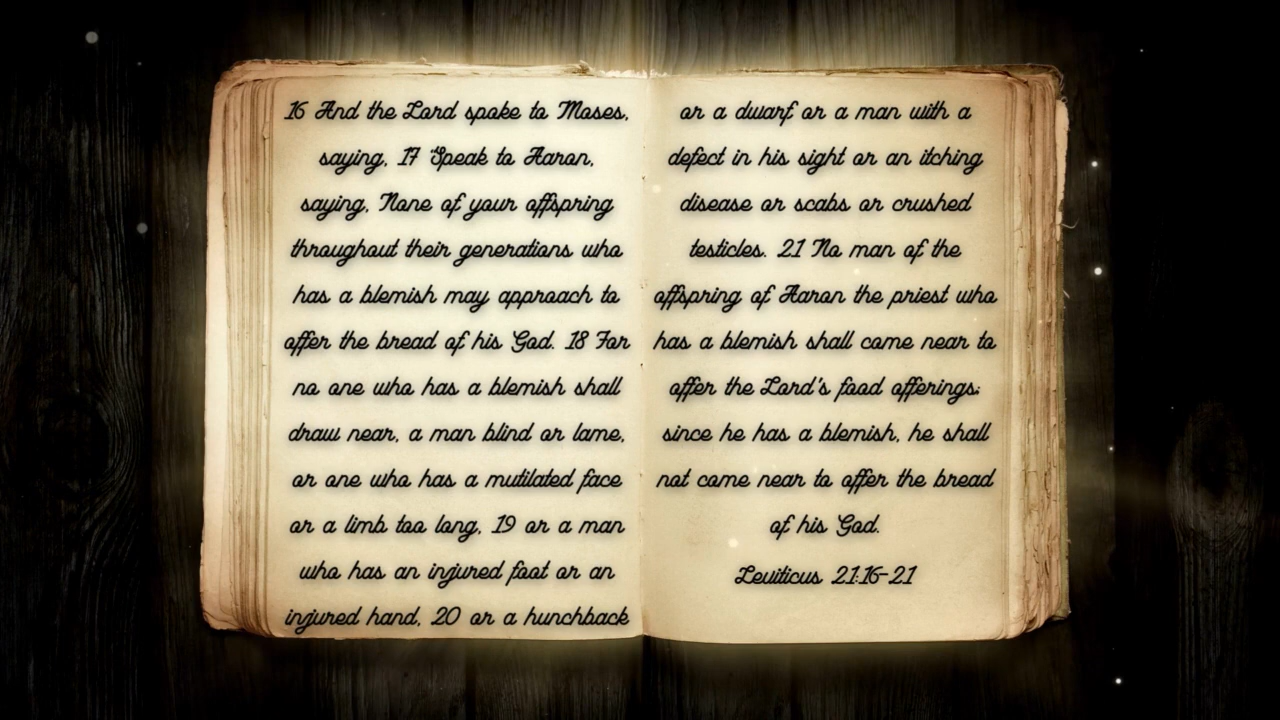 16 And the Lord spoke to Moses,
saying, 17 Speak to Aaron,
saying, None of your offspring
throughout their generations who
has a blemish may approach to
offer the bread of his God. 18 For
no one who has a blemish shall
draw near, a man blind or lame,
or one who has a mutilated face
or a limb too long, 19 or a man
who has an injured foot or an
injured hand, 20 or a hunchback
or a dwarf or a man with a
defect in his sight or an itching
disease or scabs or crushed
testicles. 21 No man of the
offspring of Aaron the priest who
has a blemish shall come near to
offer the Lord's food offerings;
since he has a blemish, he shall
not come near to offer the bread
of his God.
Leviticus 21:16-21